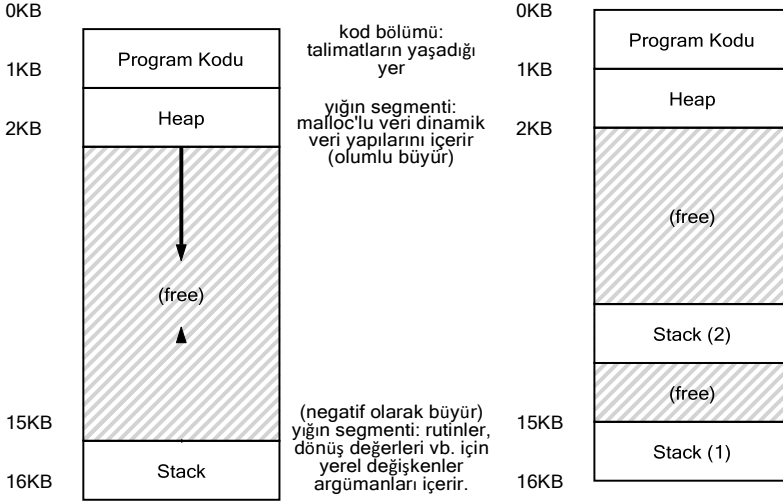 0KB
Program Kodu
1KB
Heap
2KB
(free)
15KB
Stack
16KB
kod bölümü:
talimatların yaşadığı
yer
yığın segmenti:
malloc'lu veri dinamik
veri yapılarını içerir
(olumlu büyür)
(negatif olarak büyür)
yığın segmenti: rutinler,
dönüş değerleri vb. için
yerel değişkenler
argümanları içerir.
0KB
Program Kodu
1KB
Heap
2KB
(free)
Stack (2)
(free)
15KB
Stack (1)
16KB